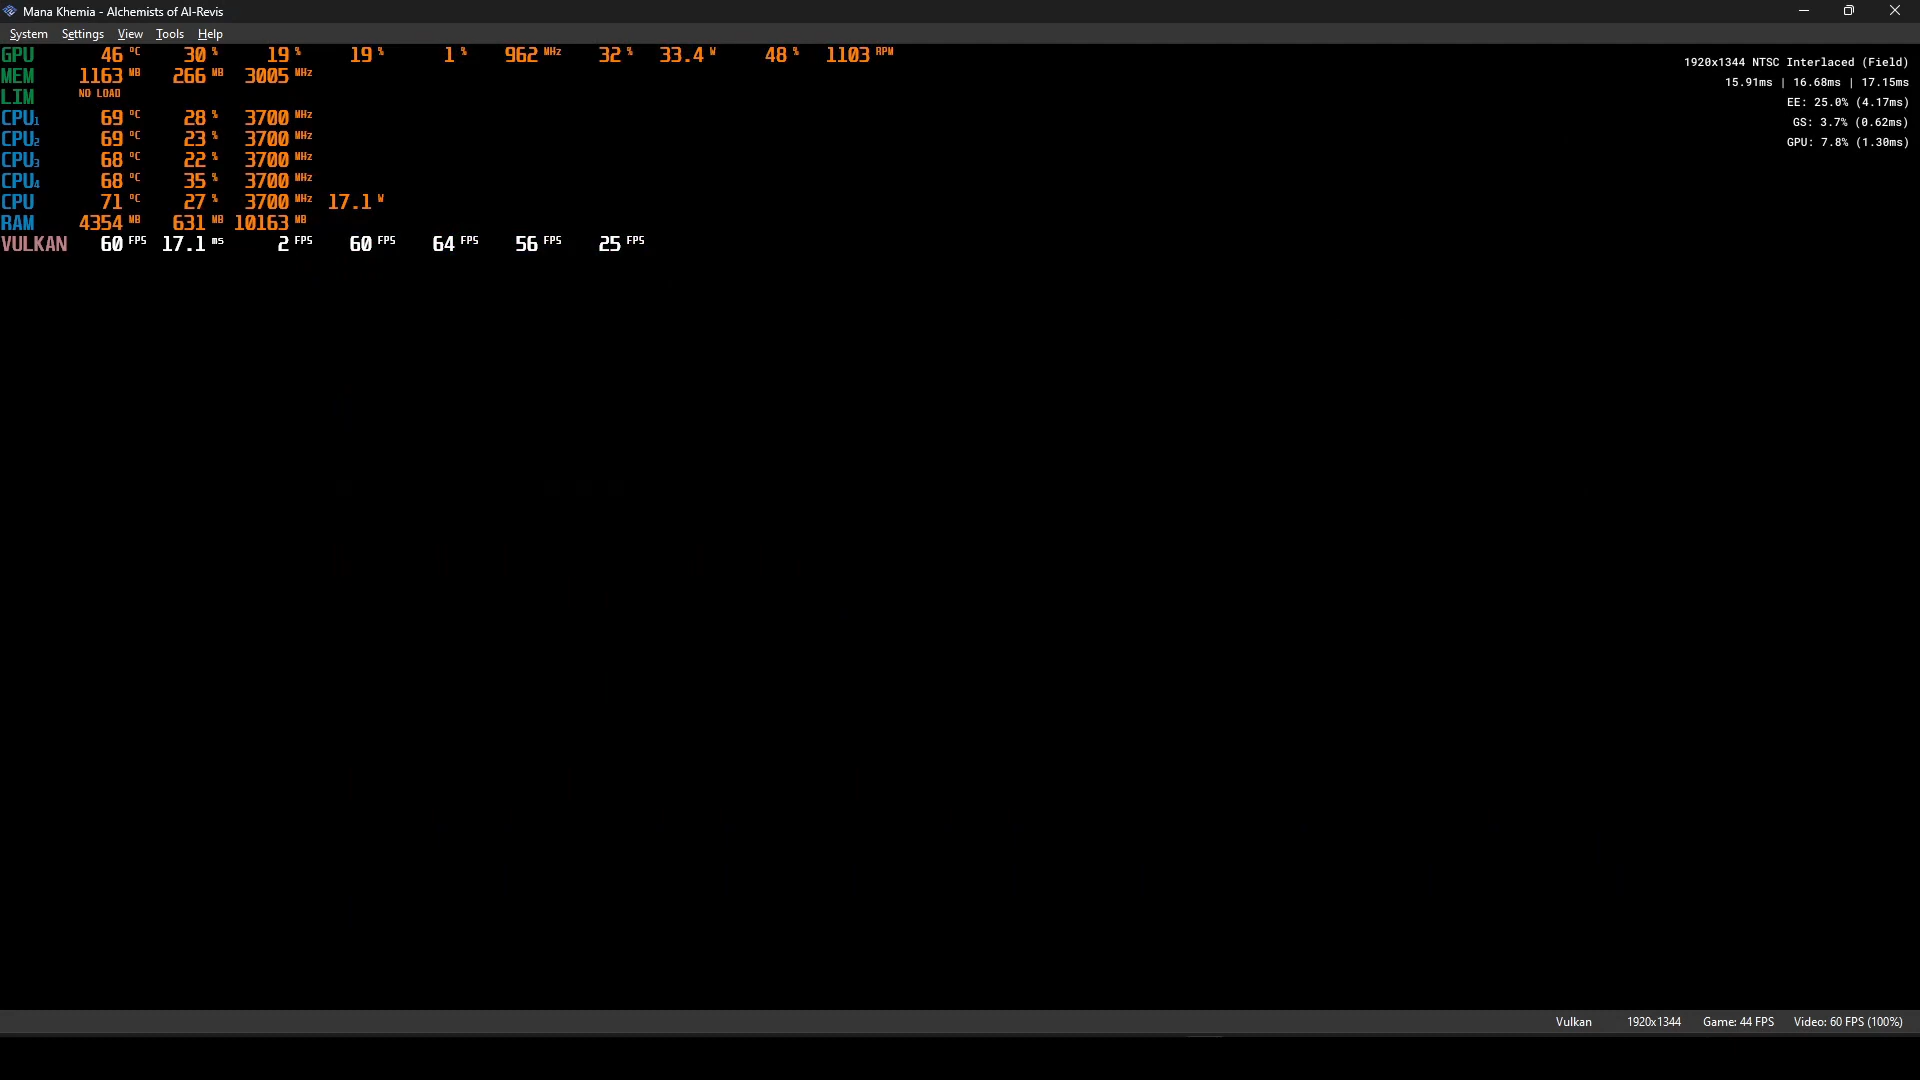 Mana Khemia - Alchemists of Al-Revis
System Settings View Tools Help
GPU 46 °C 30 % 19 % 19 % 1 % 962 MHz 32 % 33.4 W 48 % 1103 RPM
MEM 1163 MB 266 MB 3005 MHz
LIM NO LOAD
CPU1 69 °C 28 % 3700 MHz
CPU2 69 °C 23 % 3700 MHz
CPU3 68 °C 22 % 3700 MHz
CPU4 68 °C 35 % 3700 MHz
CPU 71 °C 27 % 3700 MHz 17.1 W
RAM 4354 MB 631 MB 10163 MB
VULKAN 60 FPS 17.1 ms 2 FPS 60 FPS 64 FPS 56 FPS 25 FPS
1920x1344 NTSC Interlaced (Field)
15.91ms | 16.68ms | 17.15ms
EE: 25.0% (4.17ms)
GS: 3.7% (0.62ms)
GPU: 7.8% (1.30ms)
Vulkan 1920x1344 Game: 44 FPS Video: 60 FPS (100%)